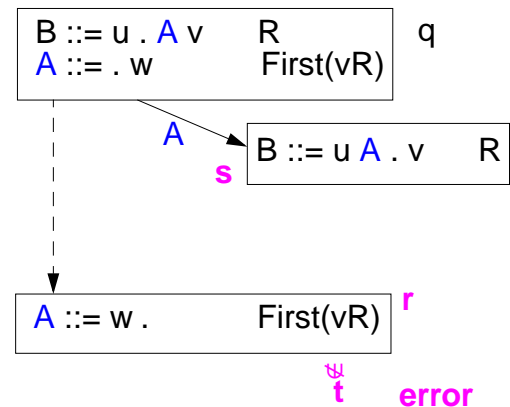 B ::= u . A v R q
A ::= . w First(vR)
A
B ::= u A . v R
s
A ::= w . First(vR) r
∉
t error